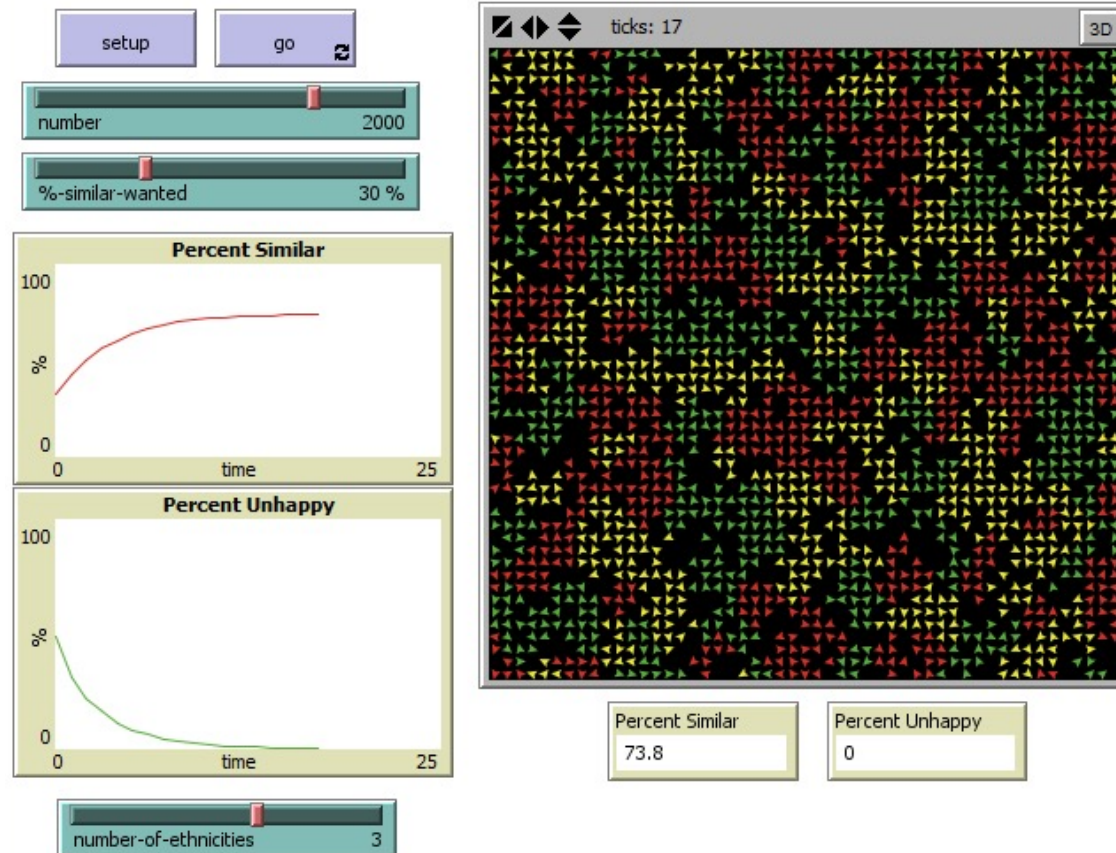 setup
go
number 2000
%-similar-wanted 30 %
Percent Similar
100
%
0
0 time 25
Percent Unhappy
100
%
0
0 time 25
number-of-ethnicities 3
ticks: 17
3D
Percent Similar
73.8
Percent Unhappy
0